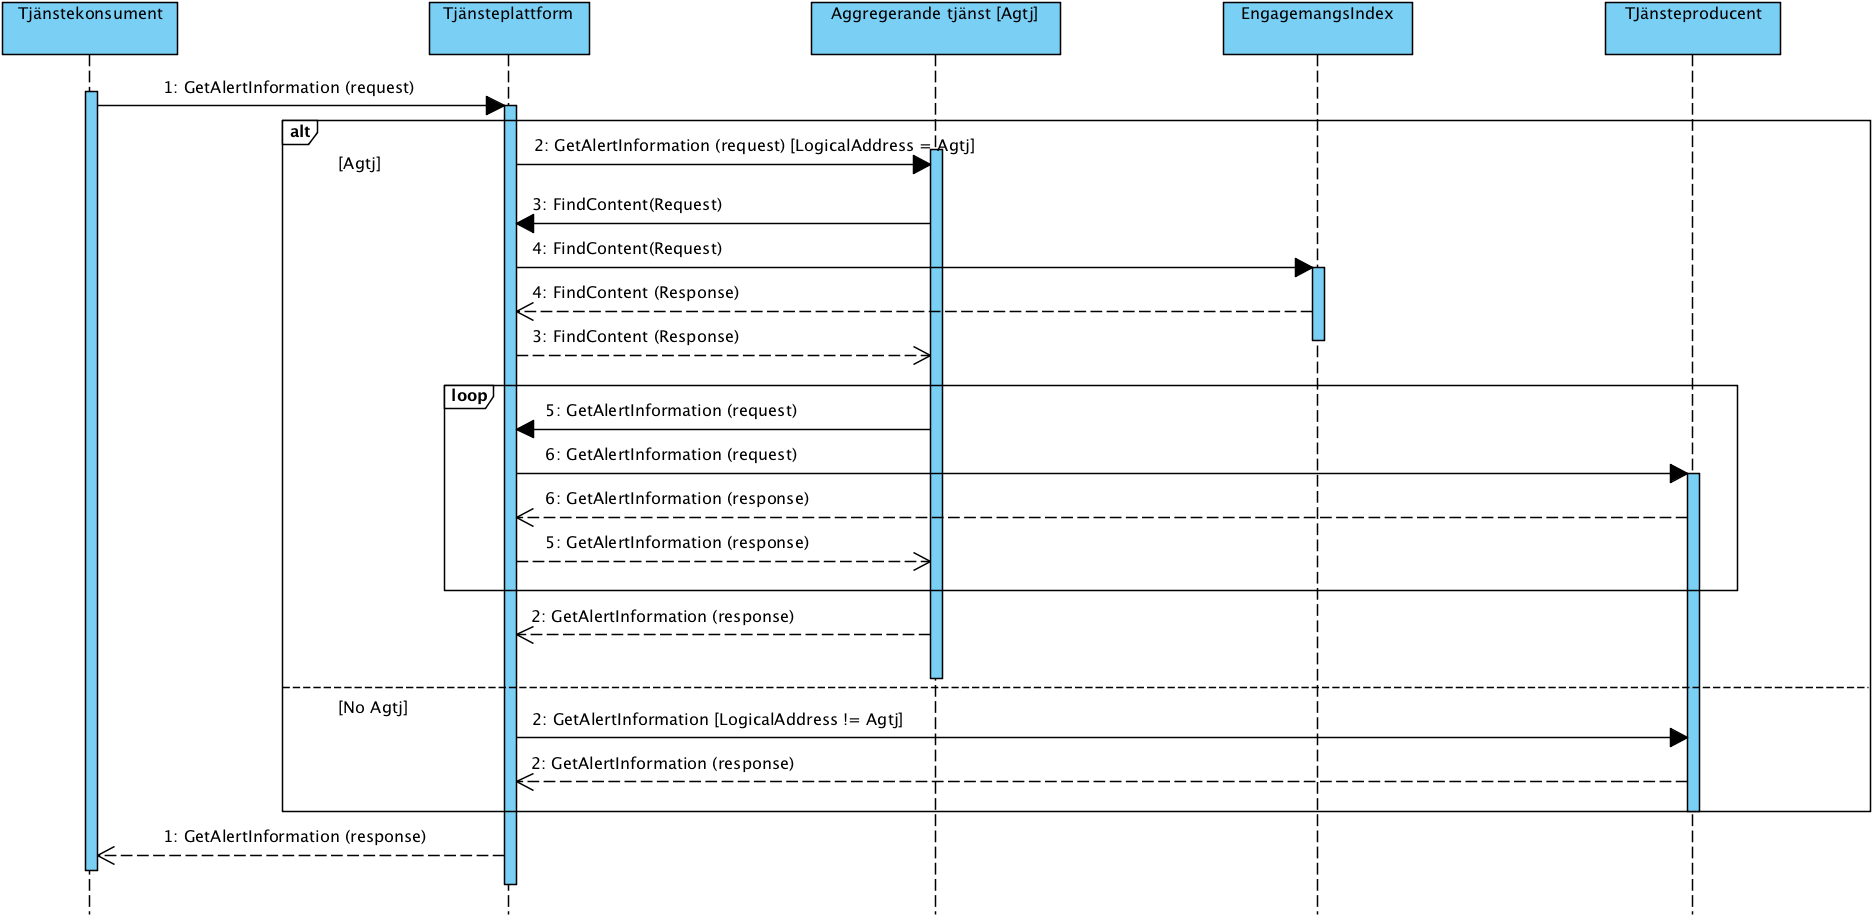 Tjänstekonsument
Tjänsteplattform
Aggregerande tjänst [Agtj]
EngagemangsIndex
TJänsteproducent
1: GetAlertInformation (request)
alt
[Agtj]
2: GetAlertInformation (request) [LogicalAddress = Agtj]
3: FindContent(Request)
4: FindContent(Request)
4: FindContent (Response)
3: FindContent (Response)
loop
5: GetAlertInformation (request)
6: GetAlertInformation (request)
6: GetAlertInformation (response)
5: GetAlertInformation (response)
2: GetAlertInformation (response)
[No Agtj]
2: GetAlertInformation [LogicalAddress != Agtj]
2: GetAlertInformation (response)
1: GetAlertInformation (response)